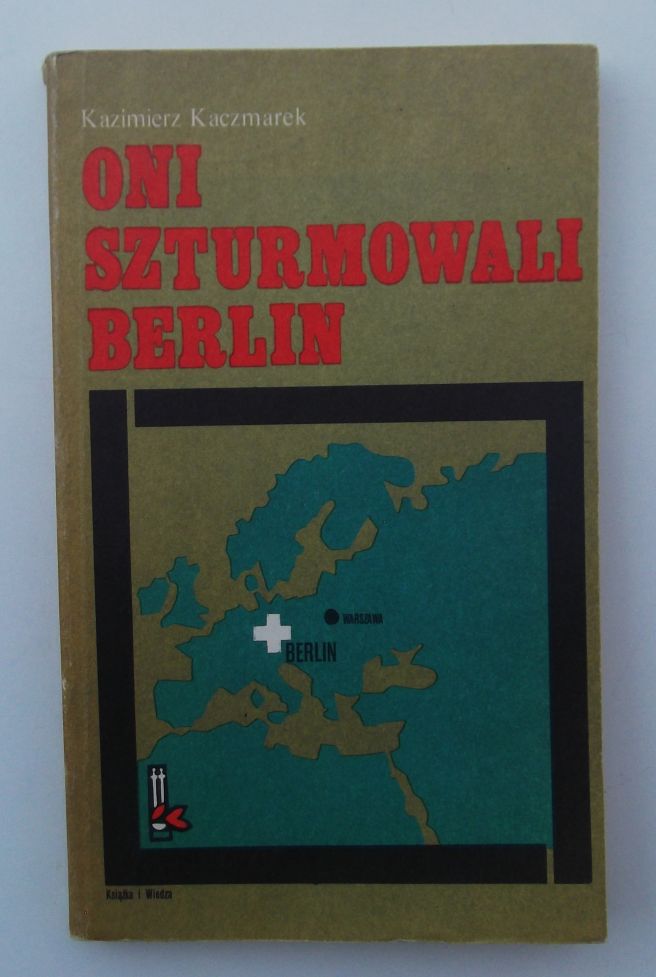 Kazimierz Kaczmarek
ONI
SZTURMOWALI
BERLIN
WARSZAWA
BERLIN
Książka i Wiedza